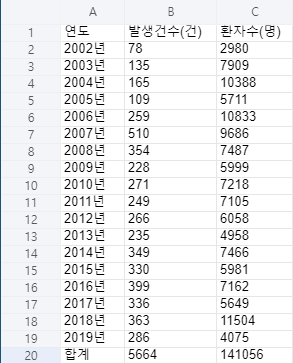 A B C
1 연도 발생건수(건) 환자수(명)
2 2002년 78 2980
3 2003년 135 7909
4 2004년 165 10388
5 2005년 109 5711
6 2006년 259 10833
7 2007년 510 9686
8 2008년 354 7487
9 2009년 228 5999
10 2010년 271 7218
11 2011년 249 7105
12 2012년 266 6058
13 2013년 235 4958
14 2014년 349 7466
15 2015년 330 5981
16 2016년 399 7162
17 2017년 336 5649
18 2018년 363 11504
19 2019년 286 4075
20 합계 5664 141056